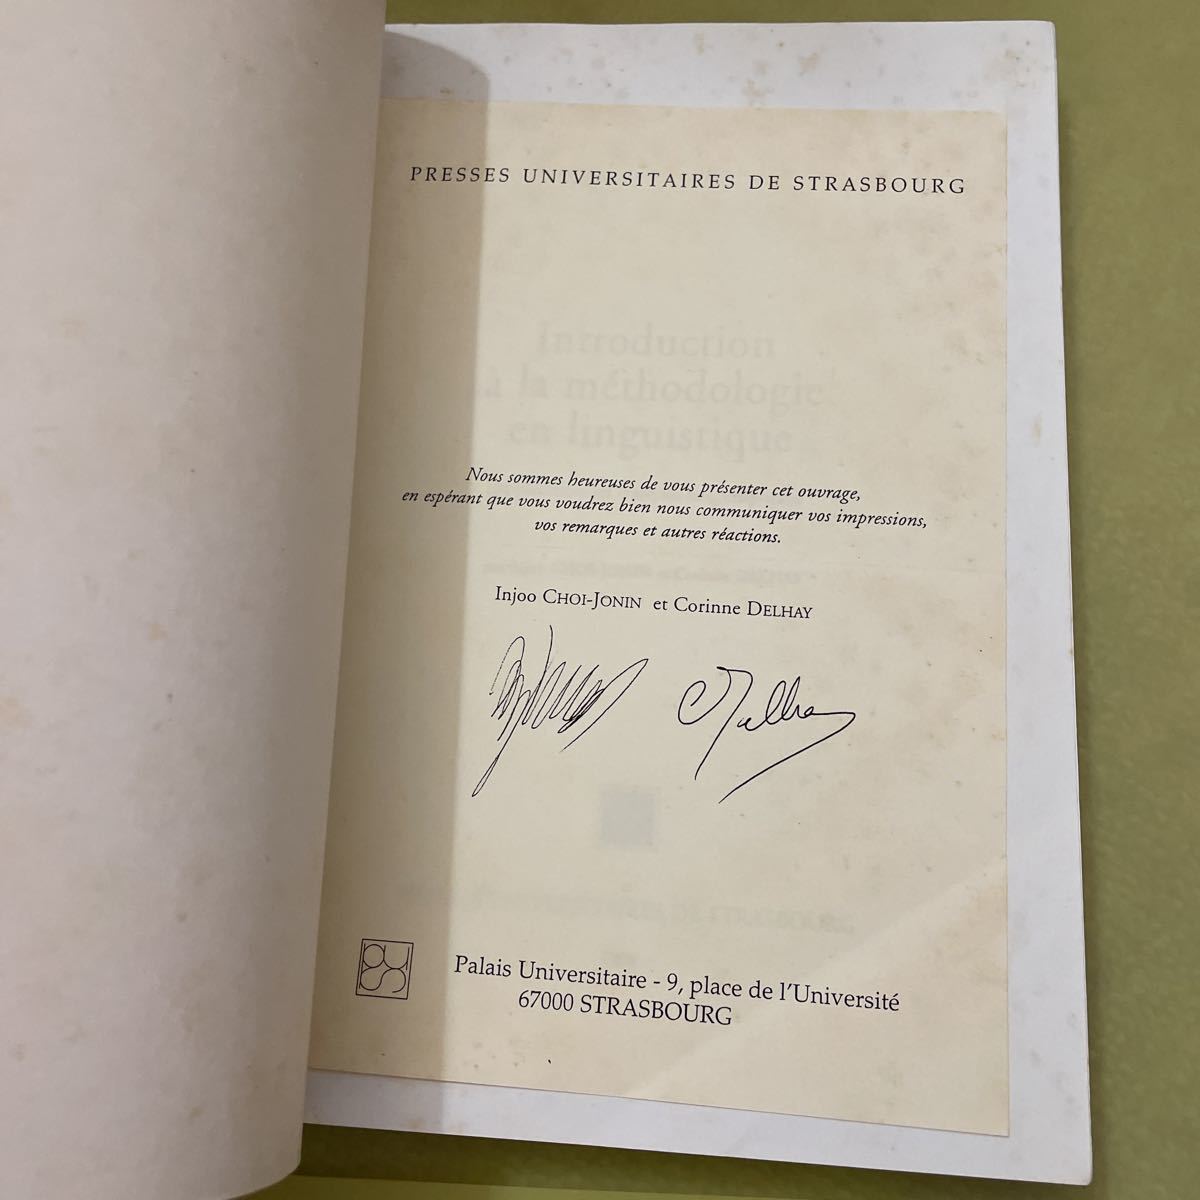 PRESSES UNIVERSITAIRES DE STRASBOURG
Introduction
à la méthodologie
en linguistique
Nous sommes heureuses de vous présenter cet ouvrage,
en espérant que vous voudrez bien nous communiquer vos impressions,
vos remarques et autres réactions.
Injoo CHOI-JONIN et Corinne DELHAY
CDelhay
Palais Universitaire - 9, place de l'Université
67000 STRASBOURG